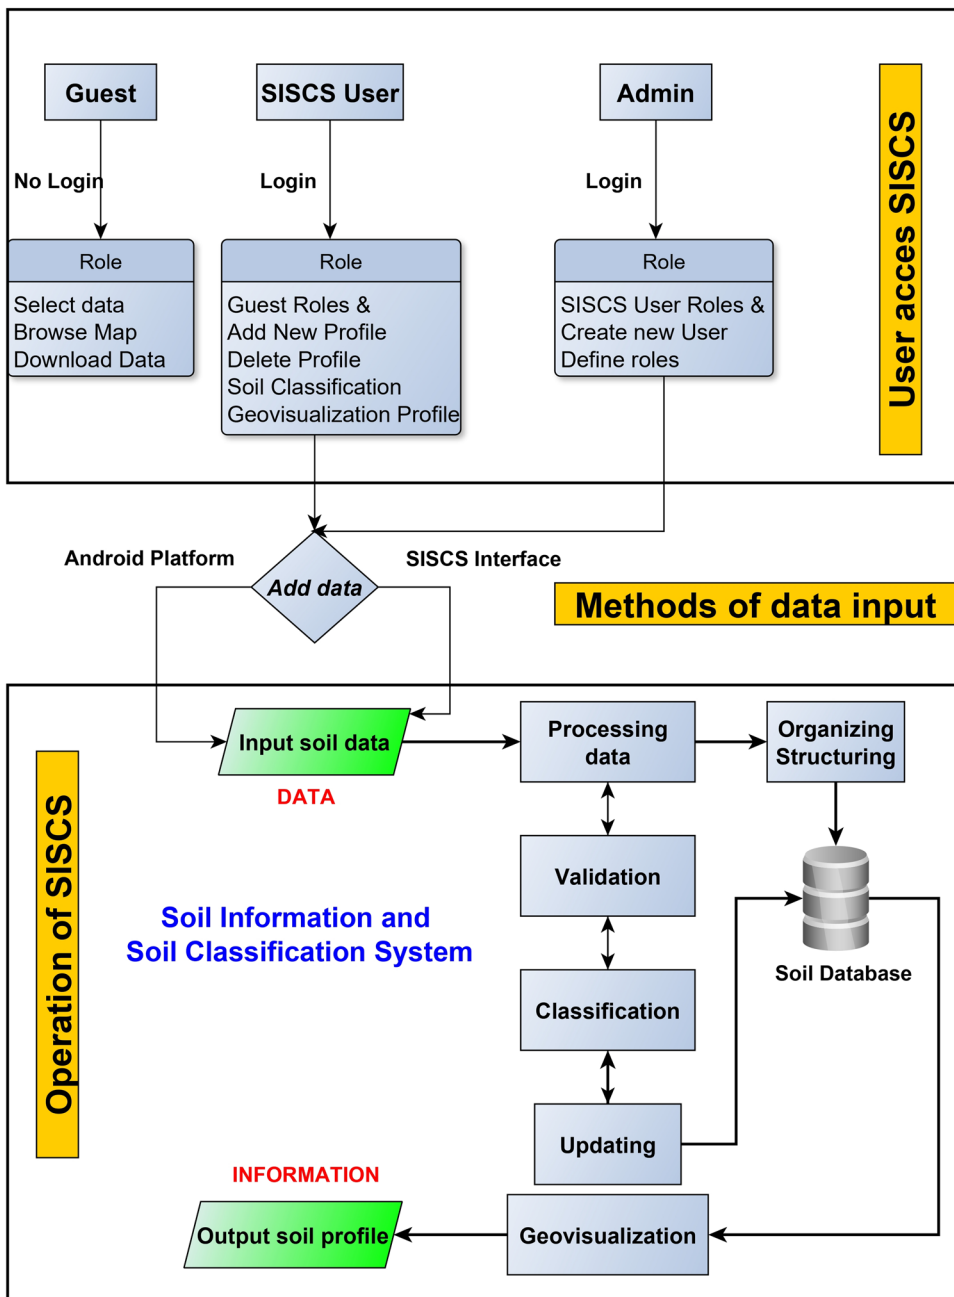 Guest
SISCS User
Admin
No Login
Login
Login
Role
Select data
Browse Map
Download Data
Role
Guest Roles &
Add New Profile
Delete Profile
Soil Classification
Geovisualization Profile
Role
SISCS User Roles &
Create new User
Define roles
User acces SISCS
Android Platform
SISCS Interface
Add data
Methods of data input
Input soil data
DATA
Processing
data
Organizing
Structuring
Validation
Soil Information and
Soil Classification System
Soil Database
Classification
Updating
Operation of SISCS
INFORMATION
Output soil profile
Geovisualization